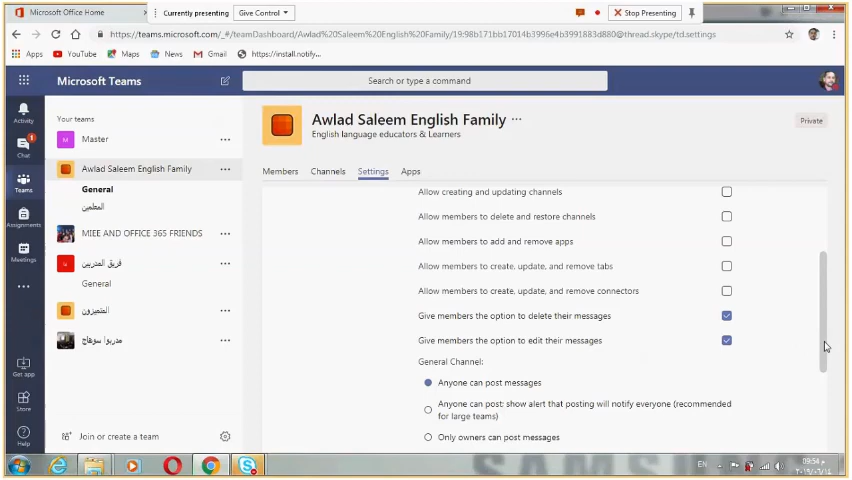 Microsoft Office Home
Currently presenting
Give Control
Stop Presenting
https://teams.microsoft.com/_#/teamDashboard/Awlad%20Saleem%20English%20Family/19:98b171bb17014b3996e6991883d880@thread.skype/td.settings
Apps
YouTube
Maps
News
Gmail
https://install.notify...
Microsoft Teams
Search or type a command
Activity
Chat
1
Teams
Assignments
Meetings
Get app
Store
Help
Your teams
M
Master
Awlad Saleem English Family
General
المعلمين
MIEE AND OFFICE 365 FRIENDS
فريق المدربين
General
المتميزون
مدربوا سوهاج
Join or create a team
Awlad Saleem English Family
English language educators & Learners
Private
Members
Channels
Settings
Apps
Allow creating and updating channels
Allow members to delete and restore channels
Allow members to add and remove apps
Allow members to create, update, and remove tabs
Allow members to create, update, and remove connectors
Give members the option to delete their messages
Give members the option to edit their messages
General Channel:
Anyone can post messages
Anyone can post; show alert that posting will notify everyone (recommended
for large teams)
Only owners can post messages
SAMSUNG
EN
09:54 م